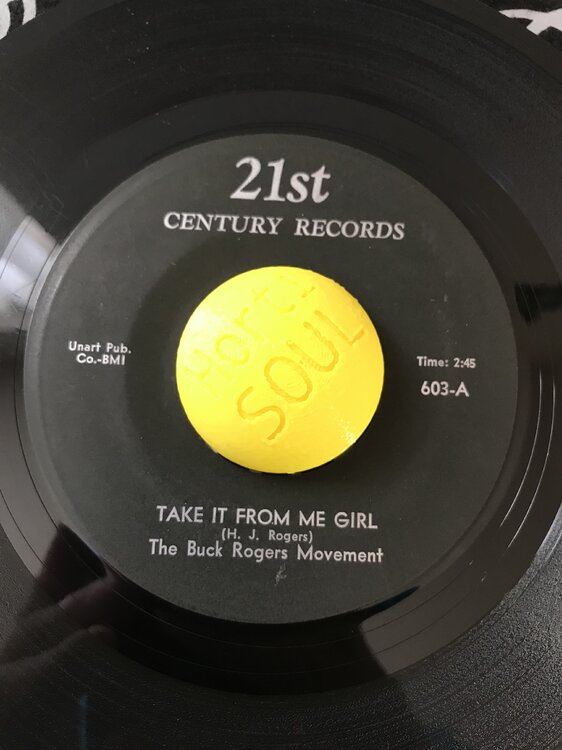 21st
CENTURY RECORDS
Unart Pub.
Co.-BMI
Time: 2:45
603-A
SOUL
TAKE IT FROM ME GIRL
(H. J. Rogers)
The Buck Rogers Movement